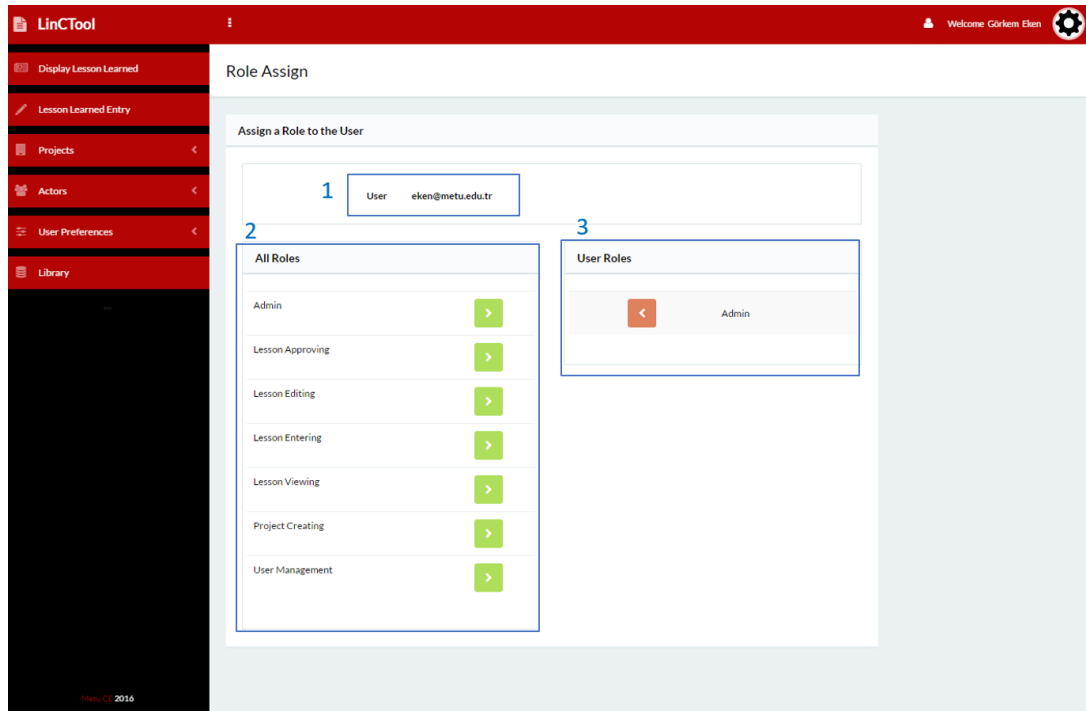 LinCTool
Welcome Görkem Eken
Display Lesson Learned
Lesson Learned Entry
Projects
Actors
User Preferences
Library
Role Assign
Assign a Role to the User
1
User eken@metu.edu.tr
2
All Roles
Admin
Lesson Approving
Lesson Editing
Lesson Entering
Lesson Viewing
Project Creating
User Management
3
User Roles
Admin
Metu CE 2016